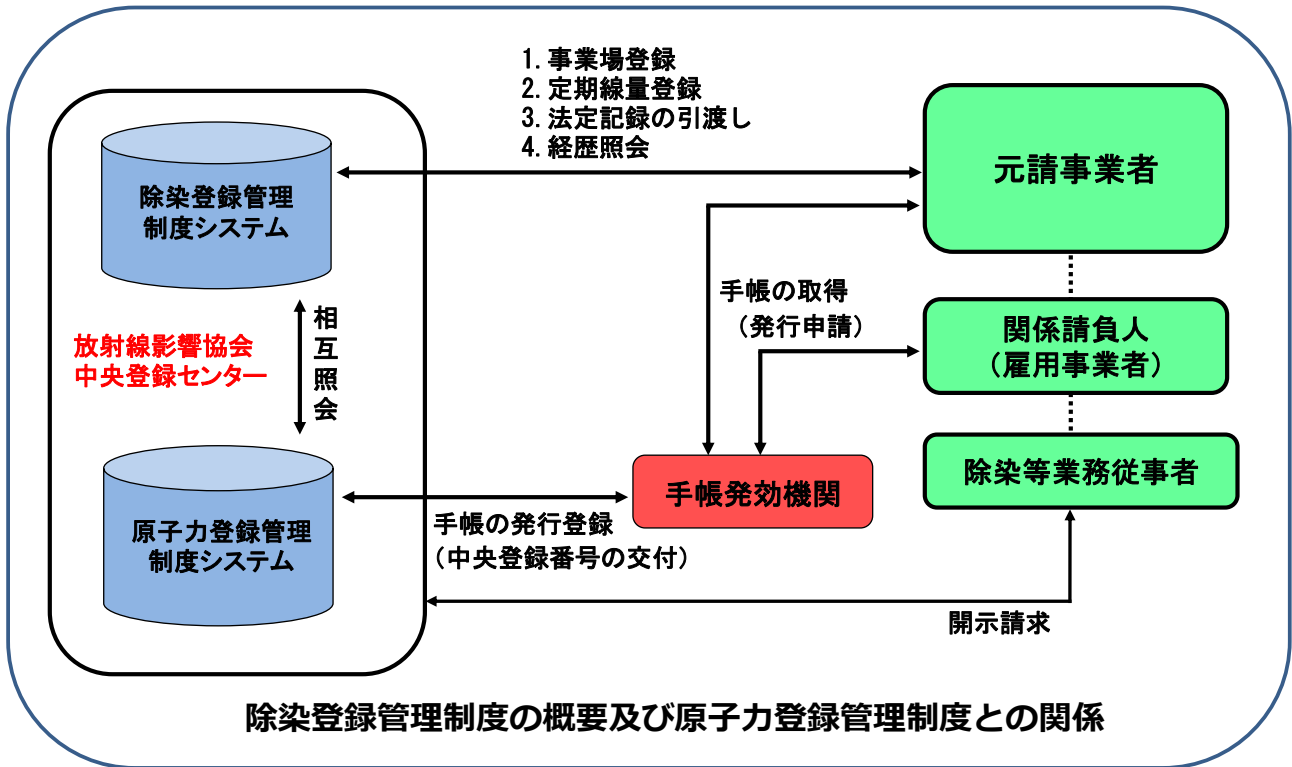 1. 事業場登録
2. 定期線量登録
3. 法定記録の引渡し
4. 経歴照会
除染登録管理
制度システム
元請事業者
相
互
照
会
放射線影響協会
中央登録センター
手帳の取得
(発行申請)
関係請負人
(雇用事業者)
除染等業務従事者
手帳発効機関
原子力登録管理
制度システム
手帳の発行登録
(中央登録番号の交付)
開示請求
除染登録管理制度の概要及び原子力登録管理制度との関係